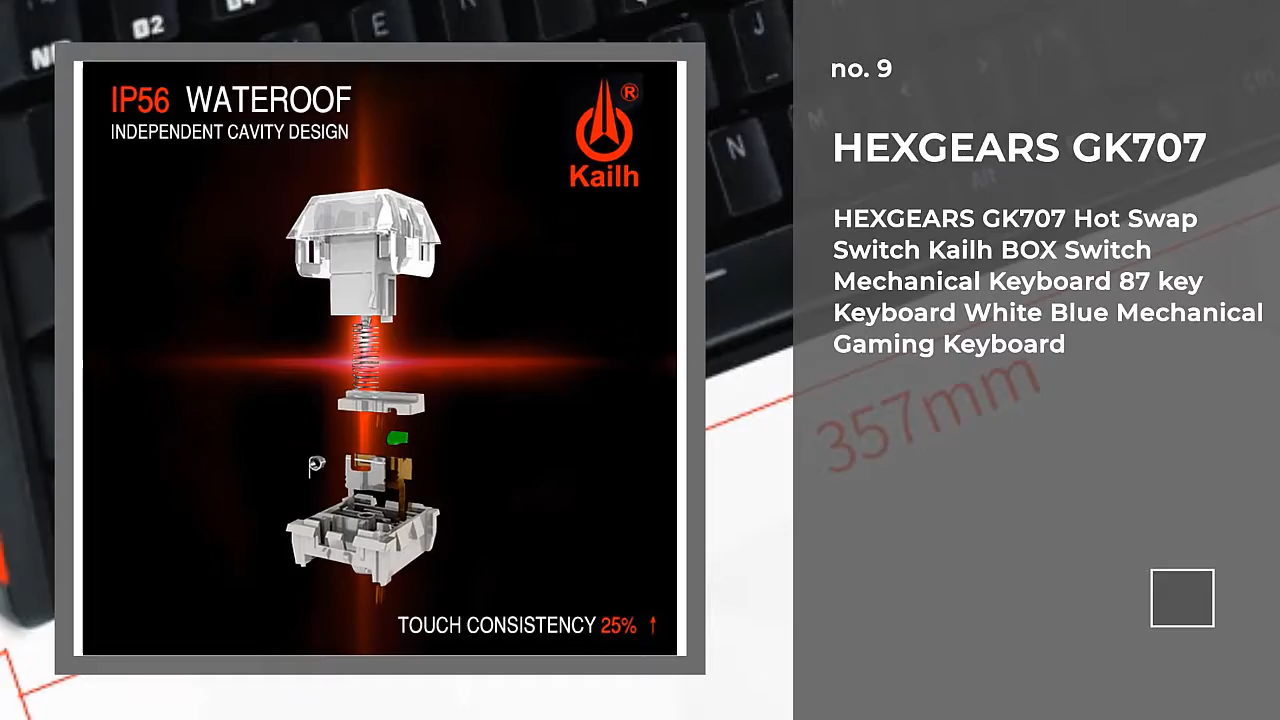 IP56 WATEROOF
INDEPENDENT CAVITY DESIGN
®
Kailh
TOUCH CONSISTENCY 25% ↑
no. 9
HEXGEARS GK707
HEXGEARS GK707 Hot Swap
Switch Kailh BOX Switch
Mechanical Keyboard 87 key
Keyboard White Blue Mechanical
Gaming Keyboard
357mm
E
J
N
M
Alt